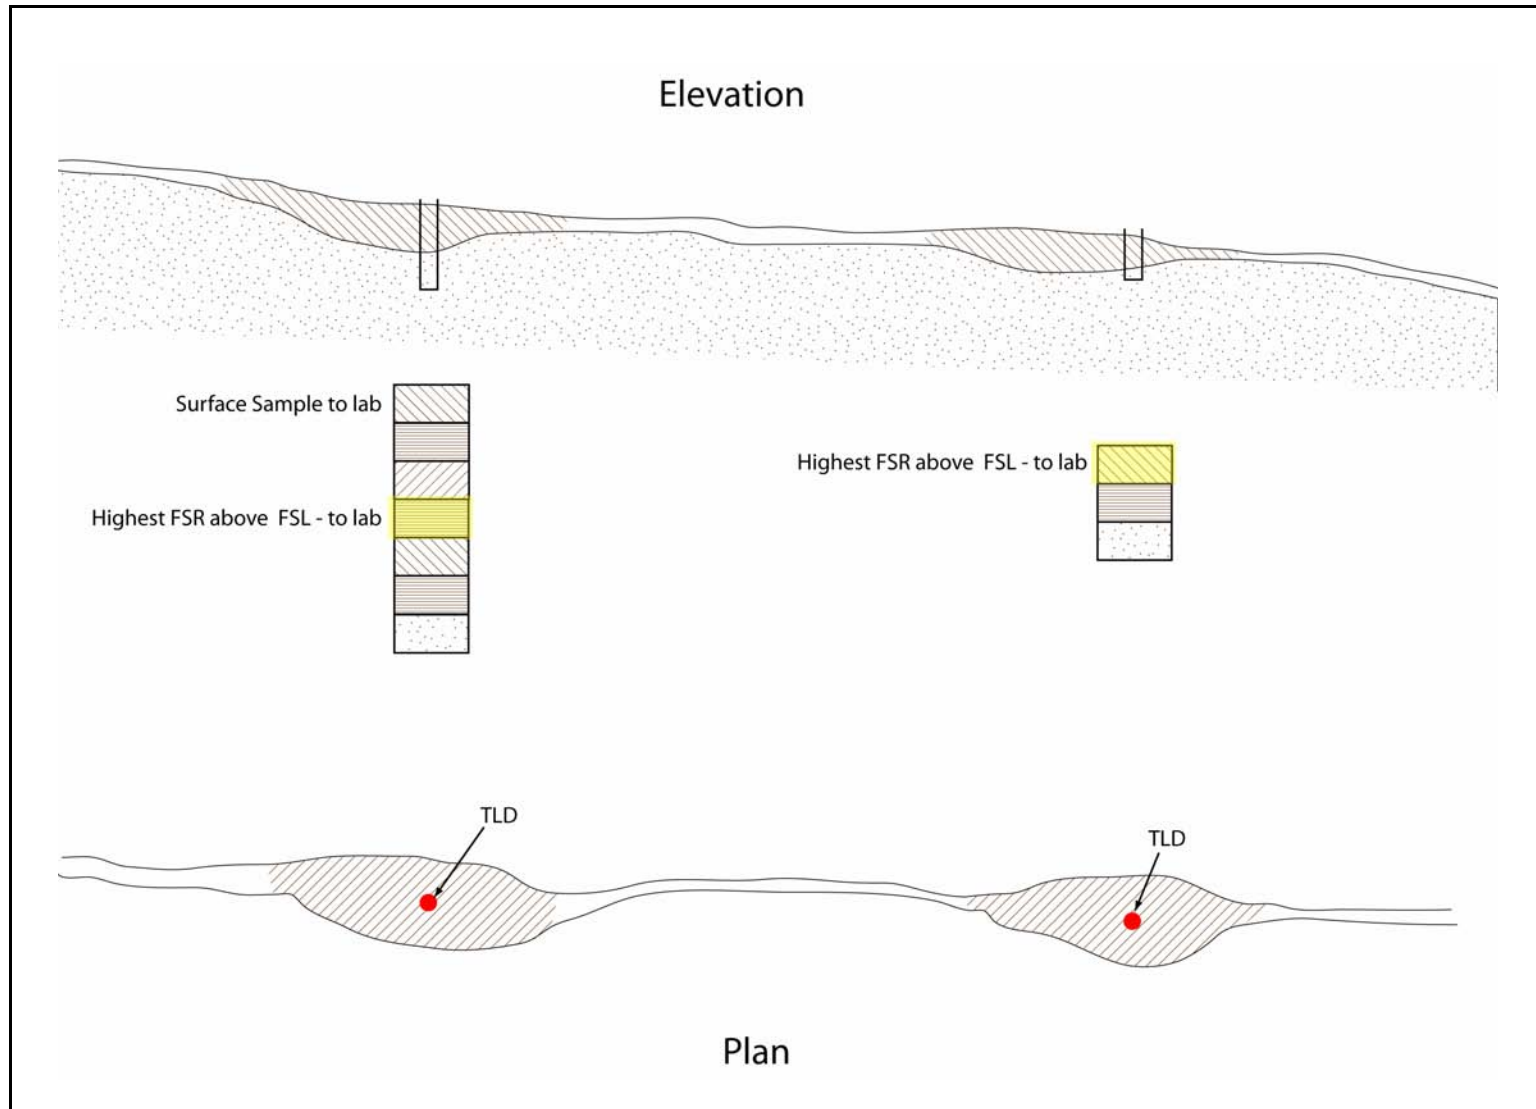 Elevation
Surface Sample to lab
Highest FSR above  FSL - to lab
Highest FSR above  FSL - to lab
TLD
TLD
Plan